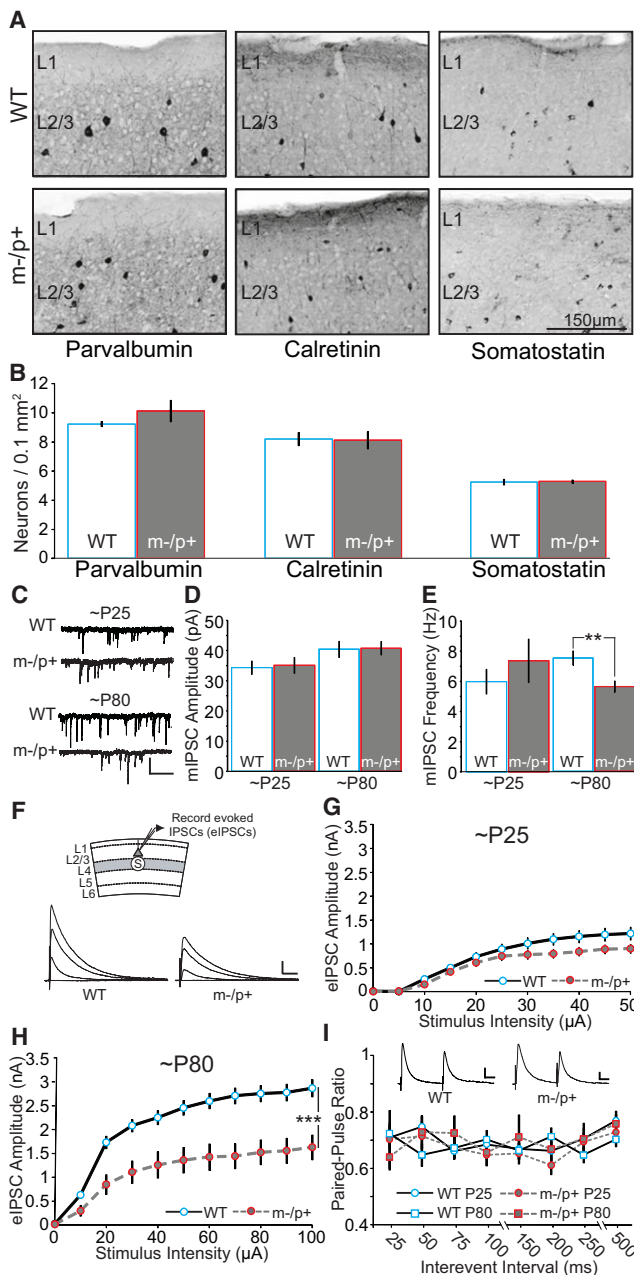 A
WT
L1
L2/3
L1
L2/3
L1
L2/3
m-/p+
L1
L2/3
L1
L2/3
L1
L2/3
150µm
Parvalbumin Calretinin Somatostatin
B
Neurons / 0.1 mm²
12
10
8
6
4
2
0
WT m-/p+ WT m-/p+ WT m-/p+
Parvalbumin Calretinin Somatostatin
C
~P25
WT
m-/p+
~P80
WT
m-/p+
D
mIPSC Amplitude (pA)
50
40
30
20
10
0
WT m-/p+ WT m-/p+
~P25 ~P80
E
mIPSC Frequency (Hz)
10
8
6
4
2
0
**
WT m-/p+ WT m-/p+
~P25 ~P80
F
Record evoked
IPSCs (eIPSCs)
L1
L2/3
L4
L5
L6
S
WT m-/p+
G
~P25
eIPSC Amplitude (nA)
3.5
3
2.5
2
1.5
1
0.5
0
WT m-/p+
0 10 20 30 40 50
Stimulus Intensity (µA)
H
~P80
eIPSC Amplitude (nA)
3.5
3
2.5
2
1.5
1
0.5
0
***
WT m-/p+
0 20 40 60 80 100
Stimulus Intensity (µA)
I
Paired-Pulse Ratio
1
0.8
0.6
0.4
WT m-/p+
WT P25 m-/p+ P25
WT P80 m-/p+ P80
25 50 75 100 150 200 250 500
Interevent Interval (ms)